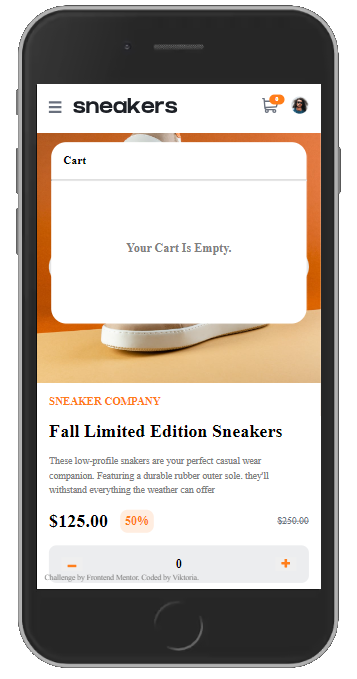 sneakers
0
Cart
Your Cart Is Empty.
SNEAKER COMPANY
Fall Limited Edition Sneakers
These low-profile snakers are your perfect casual wear
companion. Featuring a durable rubber outer sole. they'll
withstand everything the weather can offer
$125.00 50% $250.00
– 0 +
Challenge by Frontend Mentor. Coded by Viktoria.